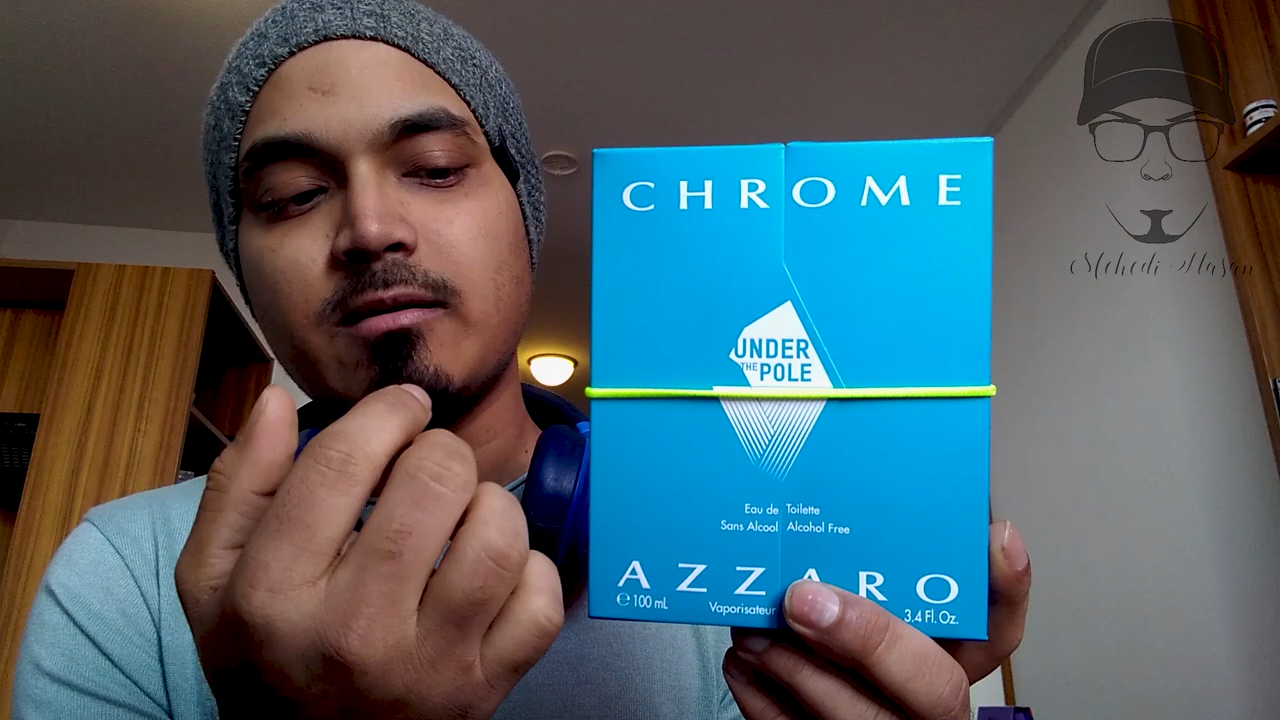 CHROME
UNDER
THE POLE
Eau de Toilette
Sans Alcool Alcohol Free
AZZARO
℮ 100 mL Vaporisateur 3.4 Fl. Oz.
Mehedi Hasan